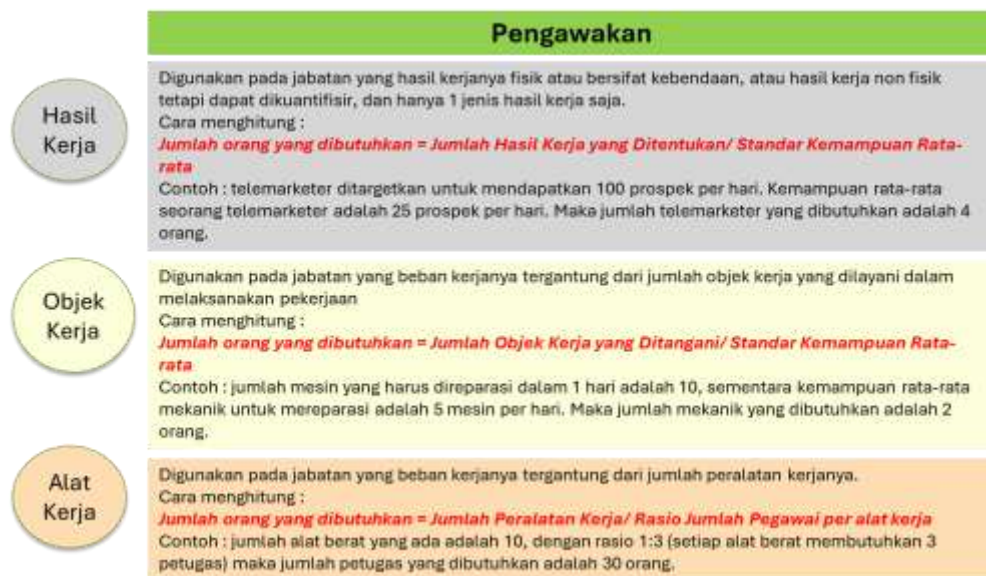 Pengawakan
Hasil
Kerja
Digunakan pada jabatan yang hasil kerjanya fisik atau bersifat kebendaan, atau hasil kerja non fisik
tetapi dapat dikuantifisir, dan hanya 1 jenis hasil kerja saja.
Cara menghitung :
Jumlah orang yang dibutuhkan = Jumlah Hasil Kerja yang Ditentukan/ Standar Kemampuan Rata-
rata
Contoh : telemarketer ditargetkan untuk mendapatkan 100 prospek per hari. Kemampuan rata-rata
seorang telemarketer adalah 25 prospek per hari. Maka jumlah telemarketer yang dibutuhkan adalah 4
orang.
Objek
Kerja
Digunakan pada jabatan yang beban kerjanya tergantung dari jumlah objek kerja yang dilayani dalam
melaksanakan pekerjaan
Cara menghitung :
Jumlah orang yang dibutuhkan = Jumlah Objek Kerja yang Ditangani/ Standar Kemampuan Rata-
rata
Contoh : jumlah mesin yang harus direparasi dalam 1 hari adalah 10, sementara kemampuan rata-rata
mekanik untuk mereparasi adalah 5 mesin per hari. Maka jumlah mekanik yang dibutuhkan adalah 2
orang.
Alat
Kerja
Digunakan pada jabatan yang beban kerjanya tergantung dari jumlah peralatan kerjanya.
Cara menghitung :
Jumlah orang yang dibutuhkan = Jumlah Peralatan Kerja/ Rasio Jumlah Pegawai per alat kerja
Contoh : jumlah alat berat yang ada adalah 10, dengan rasio 1:3 (setiap alat berat membutuhkan 3
petugas) maka jumlah petugas yang dibutuhkan adalah 30 orang.